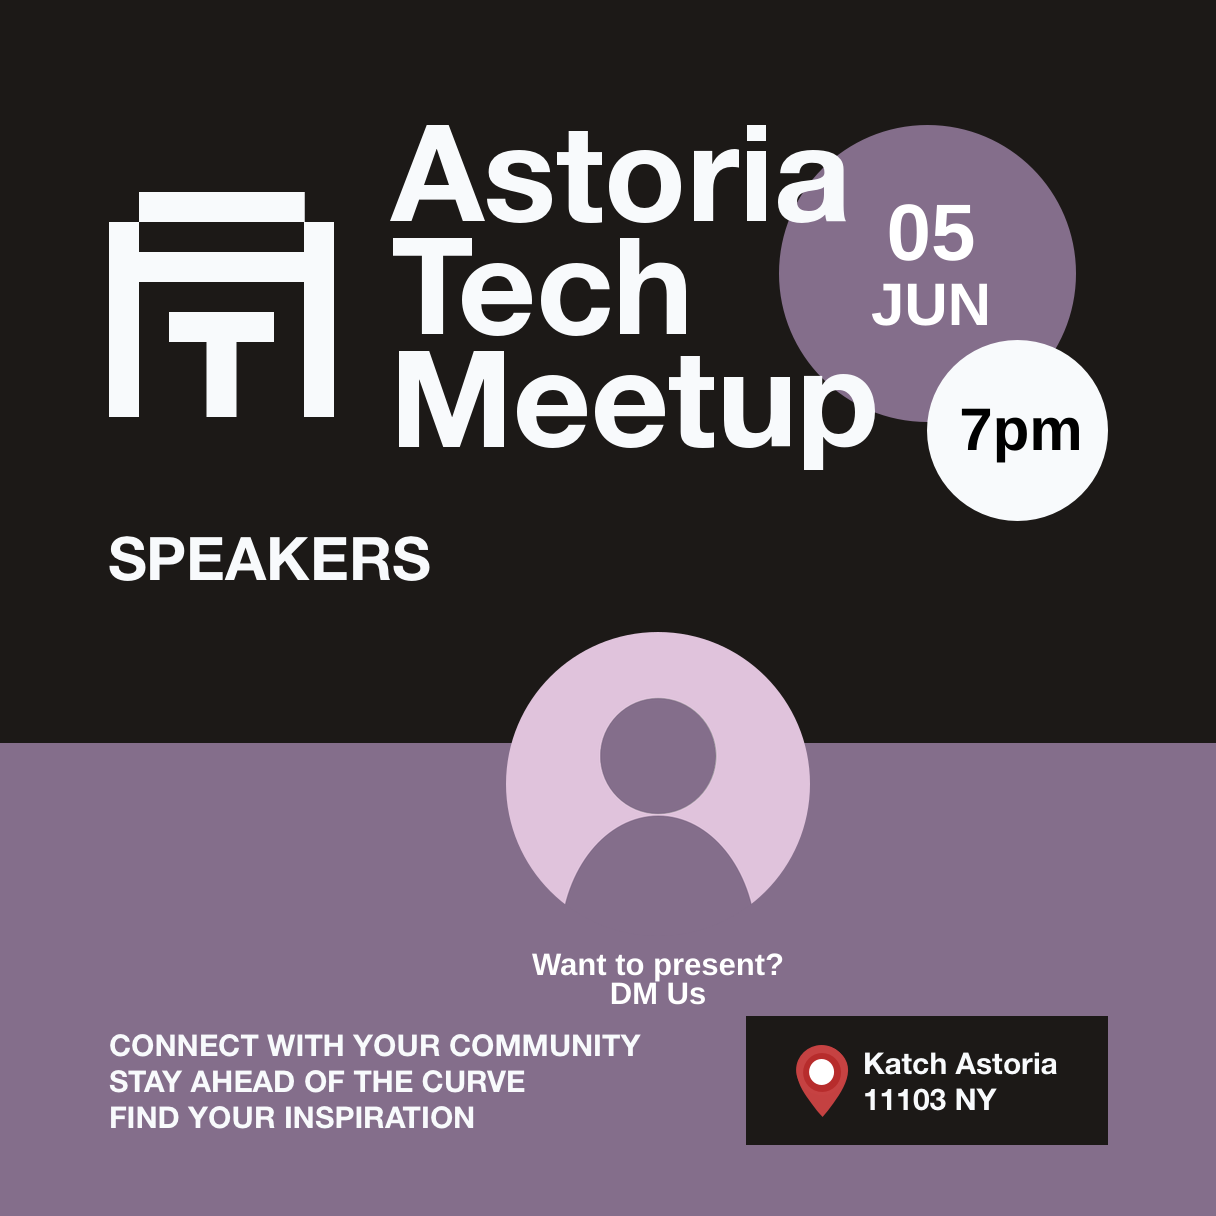 Astoria
Tech
Meetup
05
JUN
7pm
SPEAKERS
Want to present?
DM Us
CONNECT WITH YOUR COMMUNITY
STAY AHEAD OF THE CURVE
FIND YOUR INSPIRATION
Katch Astoria
11103 NY